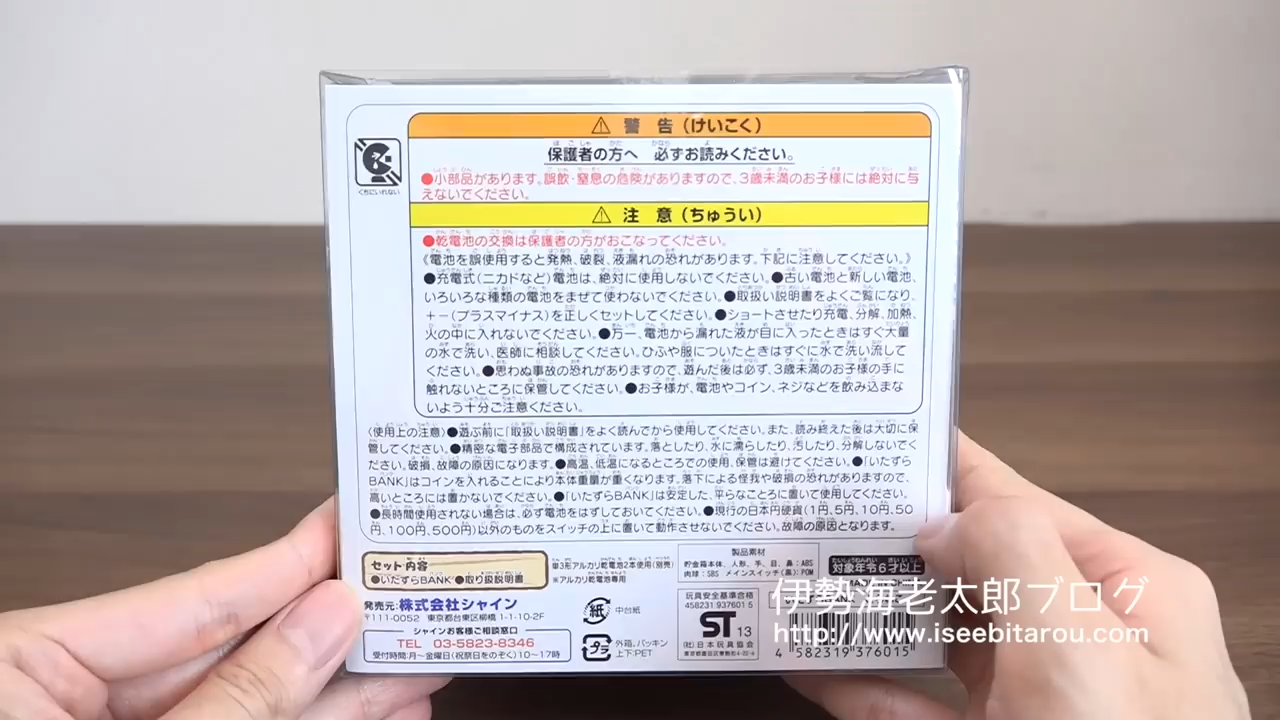 ⚠ 警 告(けいこく)
保護者の方へ 必ずお読みください。
●小部品があります。誤飲・窒息の危険がありますので、3歳未満のお子様には絶対に与
えないでください。
くちにいれない
⚠ 注 意(ちゅうい)
●乾電池の交換は保護者の方がおこなってください。
《電池を誤使用すると発熱、破裂、液漏れの恐れがあります。下記に注意してください。》
●充電式(ニカドなど)電池は、絶対に使用しないでください。●古い電池と新しい電池、
いろいろな種類の電池をまぜて使わないでください。●取扱い説明書をよくご覧になり、
+-(プラスマイナス)を正しくセットしてください。●ショートさせたり充電、分解、加熱、
火の中に入れないでください。●万一、電池から漏れた液が目に入ったときはすぐ大量
の水で洗い、医師に相談してください。ひふや服についたときはすぐに水で洗い流して
ください。●思わぬ事故の恐れがありますので、遊んだ後は必ず、3歳未満のお子様の手に
触れないところに保管してください。●お子様が、電池やコイン、ネジなどを飲み込まな
いよう十分ご注意ください。
〈使用上の注意〉●遊ぶ前に「取扱い説明書」をよく読んでから使用してください。また、読み終えた後は大切に保
管してください。●精密な電子部品で構成されています。落としたり、水に濡らしたり、汚したり、分解しないでく
ださい。破損、故障の原因になります。●高温、低温になるところでの使用、保管は避けてください。●「いたずら
BANK」はコインを入れることにより本体重量が重くなります。落下による怪我や破損の恐れがありますので、
高いところには置かないでください。●「いたずらBANK」は安定した、平らなところに置いて使用してください。
●長時間使用されない場合は、必ず電池をはずしておいてください。●現行の日本円硬貨(1円、5円、10円、50
円、100円、500円)以外のものをスイッチの上に置いて動作させないでください。故障の原因となります。
セット内容
●いたずらBANK●取り扱説明書
単3形アルカリ乾電池2本使用(別売)
※アルカリ乾電池専用
製品素材
貯金箱本体、人形、手、目、鼻:ABS
肉球:SBS メインスイッチ(裏):POM
対象年令6才以上
発売元:株式会社シャイン
〒111-0052 東京都台東区柳橋 1-1-10-2F
シャインお客様ご相談窓口
TEL 03-5823-8346
受付時間:月~金曜日(祝祭日をのぞく)10~17時
紙 中台紙
プラ 外箱、パッキン
上下:PET
玩具安全基準合格
458231 937601 5
ST 13
(社)日本玩具協会
東京都墨田区東駒形4-22-4
4 582319 376015
伊勢海老太郎ブログ
http://www.iseebitarou.com